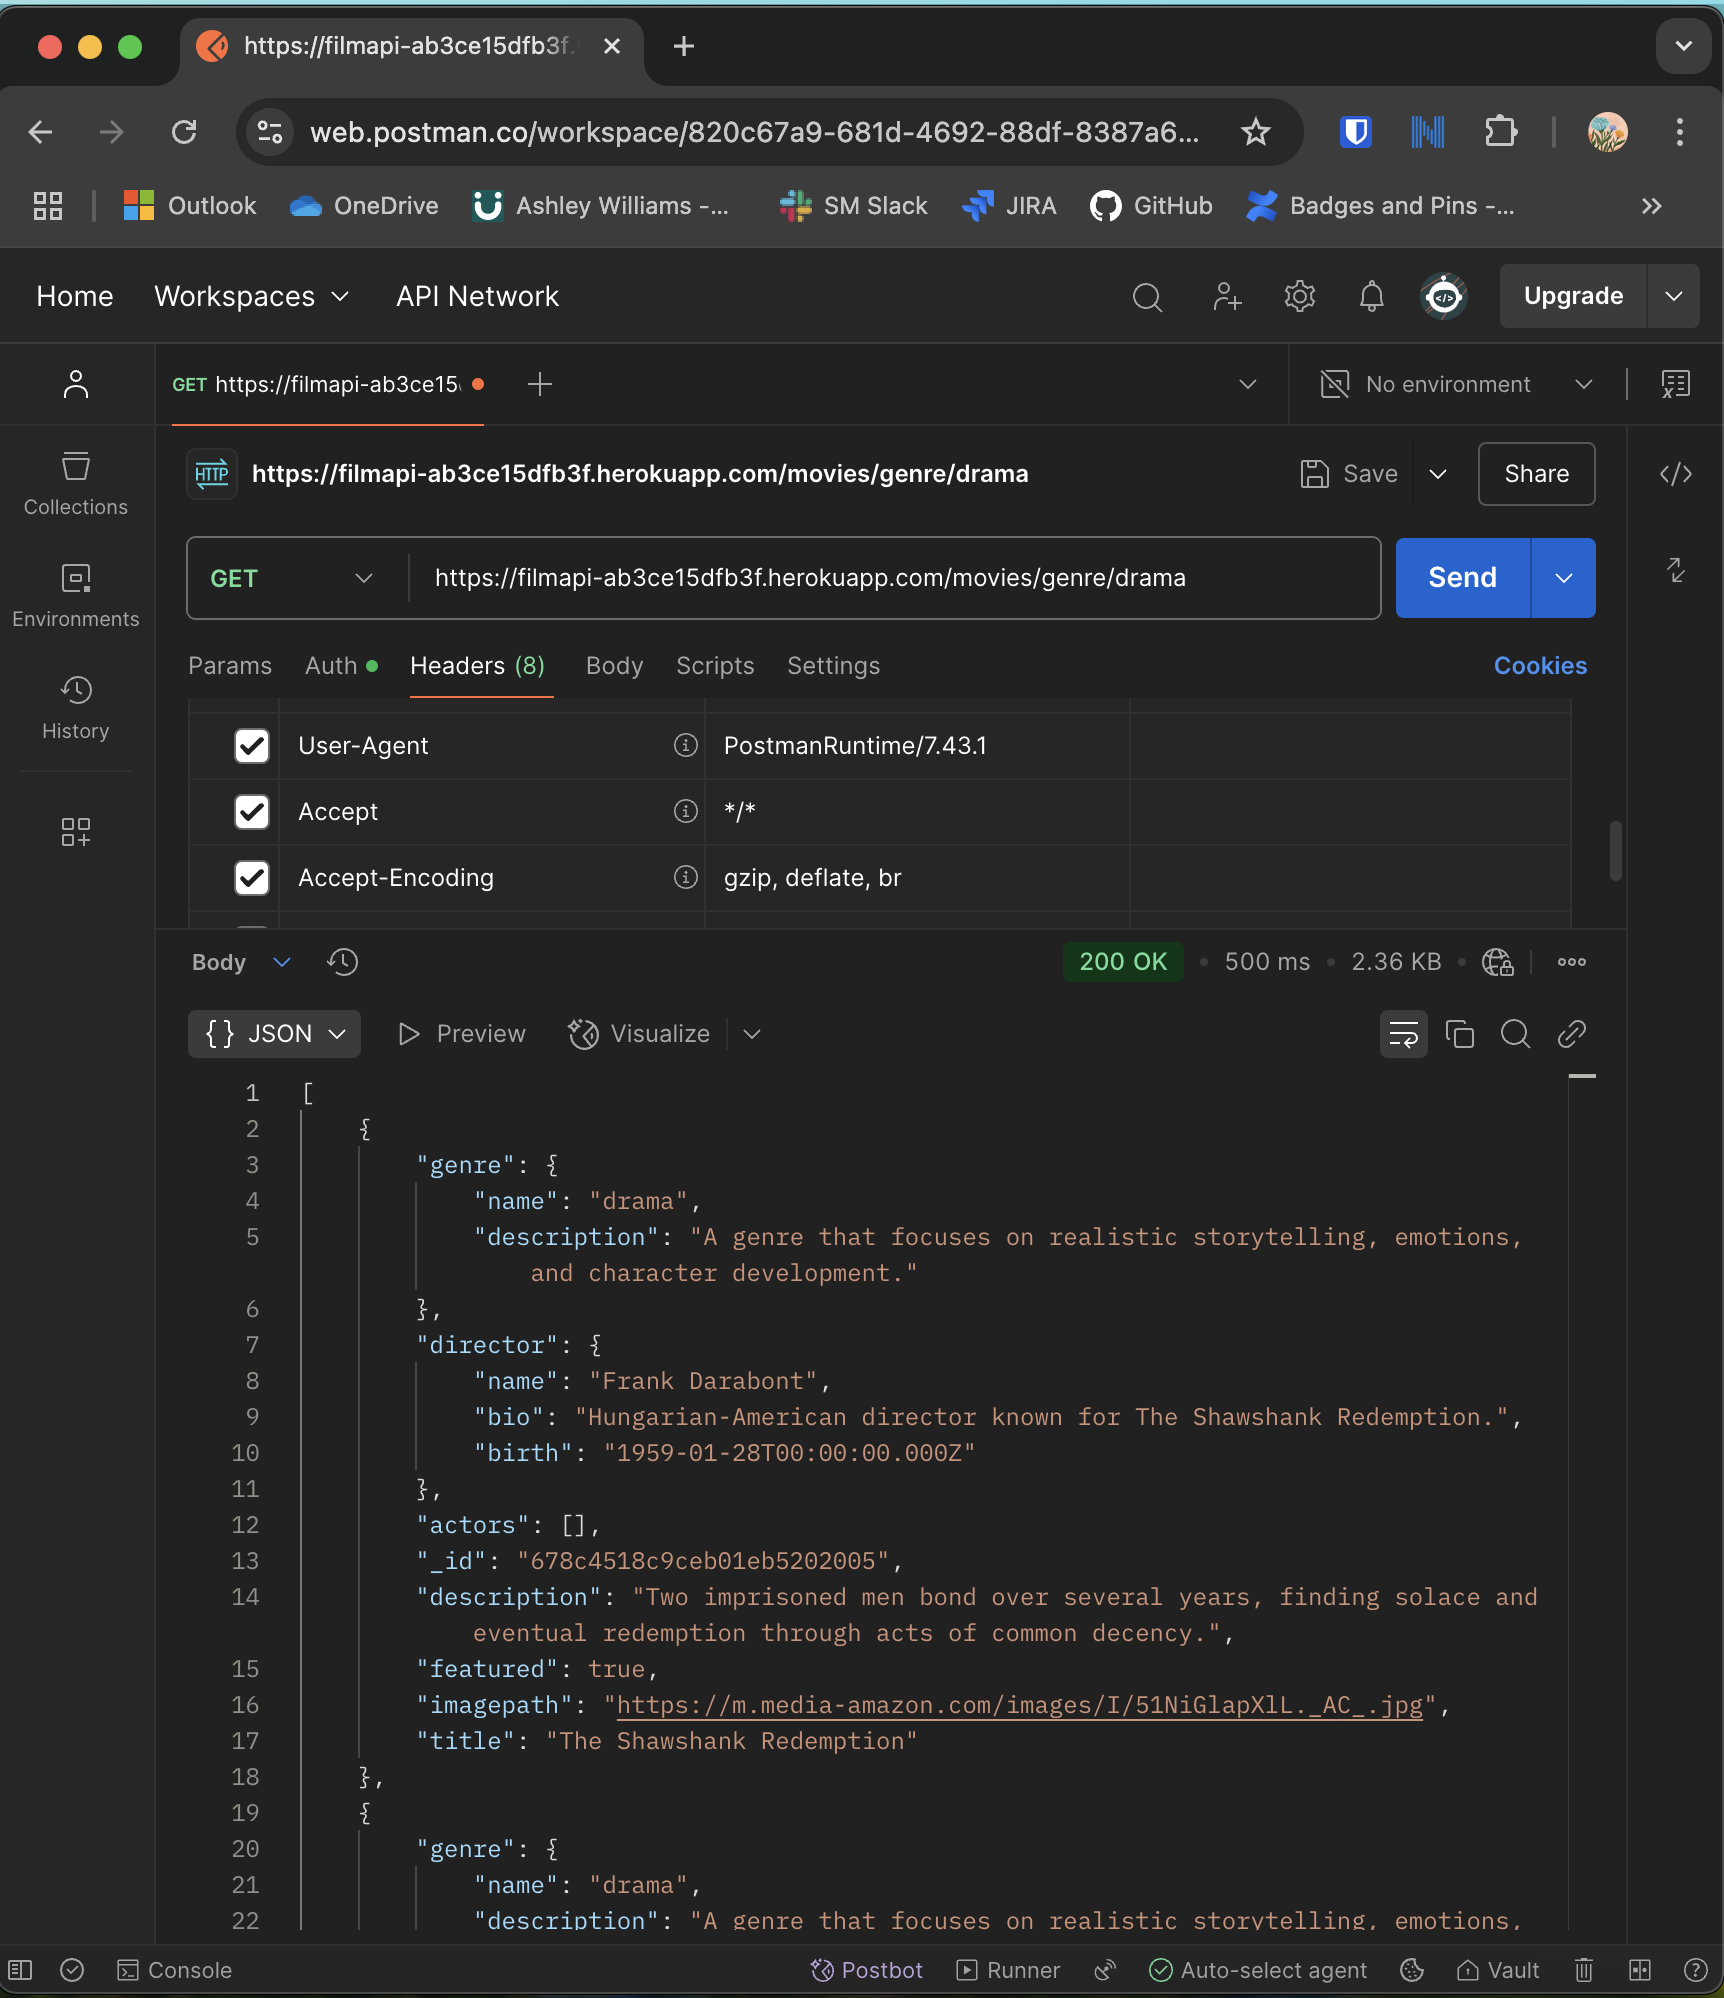 https://filmapi-ab3ce15dfb3f.
web.postman.co/workspace/820c67a9-681d-4692-88df-8387a6...
Outlook OneDrive Ashley Williams -... SM Slack JIRA GitHub Badges and Pins -...
Home Workspaces API Network Upgrade
GET https://filmapi-ab3ce15 No environment
HTTP https://filmapi-ab3ce15dfb3f.herokuapp.com/movies/genre/drama Save Share
Collections
GET https://filmapi-ab3ce15dfb3f.herokuapp.com/movies/genre/drama Send
Environments
Params Auth Headers (8) Body Scripts Settings Cookies
History
User-Agent PostmanRuntime/7.43.1
Accept */*
Accept-Encoding gzip, deflate, br
Body 200 OK • 500 ms • 2.36 KB
{} JSON Preview Visualize
1 [
2 {
3 "genre": {
4 "name": "drama",
5 "description": "A genre that focuses on realistic storytelling, emotions,
and character development."
6 },
7 "director": {
8 "name": "Frank Darabont",
9 "bio": "Hungarian-American director known for The Shawshank Redemption.",
10 "birth": "1959-01-28T00:00:00.000Z"
11 },
12 "actors": [],
13 "_id": "678c4518c9ceb01eb5202005",
14 "description": "Two imprisoned men bond over several years, finding solace and
eventual redemption through acts of common decency.",
15 "featured": true,
16 "imagepath": "https://m.media-amazon.com/images/I/51NiGlapXlL._AC_.jpg",
17 "title": "The Shawshank Redemption"
18 },
19 {
20 "genre": {
21 "name": "drama",
22 "description": "A genre that focuses on realistic storytelling, emotions,
Console Postbot Runner Auto-select agent Vault